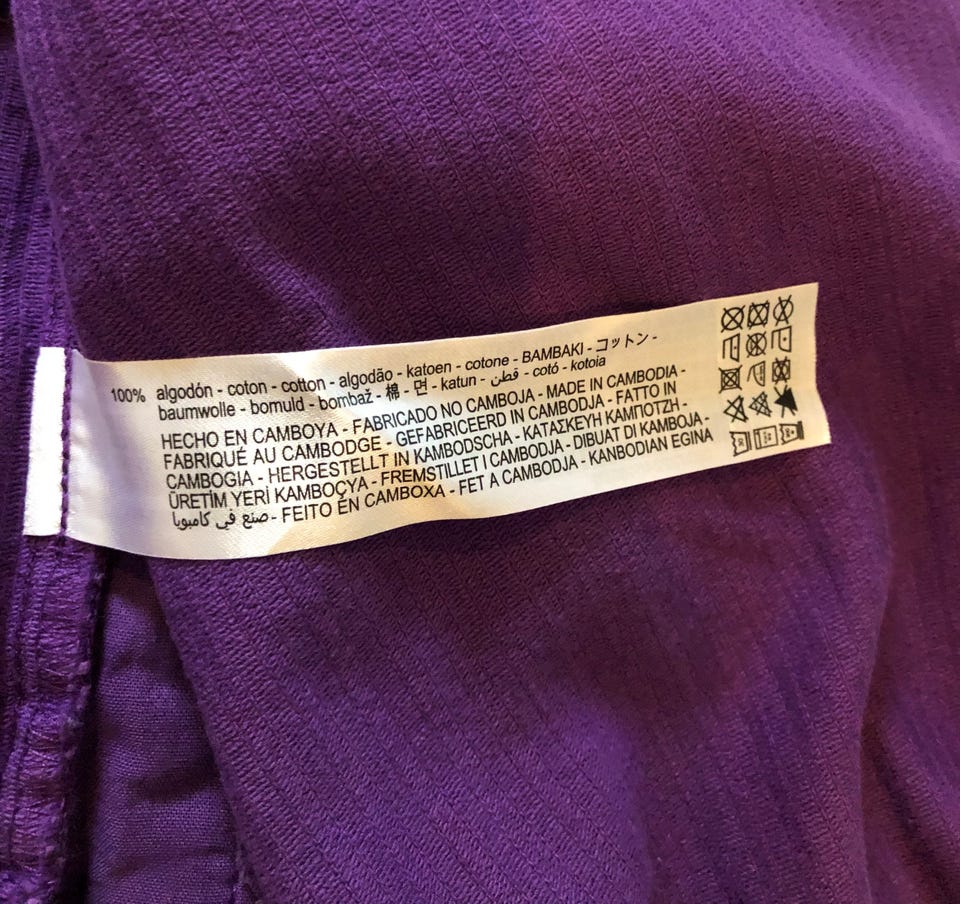 100% algodón - coton - cotton - algodão - katoen - cotone - BAMBAKI - コットン -
baumwolle - bomuld - bombaž - 棉 - 면 - katun - قطن - cotó - kotoia
HECHO EN CAMBOYA - FABRICADO NO CAMBOJA - MADE IN CAMBODIA -
FABRIQUÉ AU CAMBODGE - GEFABRICEERD IN CAMBODJA - FATTO IN
CAMBOGIA - HERGESTELLT IN KAMBODSCHA - ΚΑΤΑΣΚΕΥΗ ΚΑΜΠΟΤΖΗ -
ÜRETİM YERİ KAMBOÇYA - FREMSTILLET I CAMBODJA - DIBUAT DI KAMBOJA -
صنع في كامبوبا - FEITO EN CAMBOXA - FET A CAMBODJA - KANBODIAN EGINA